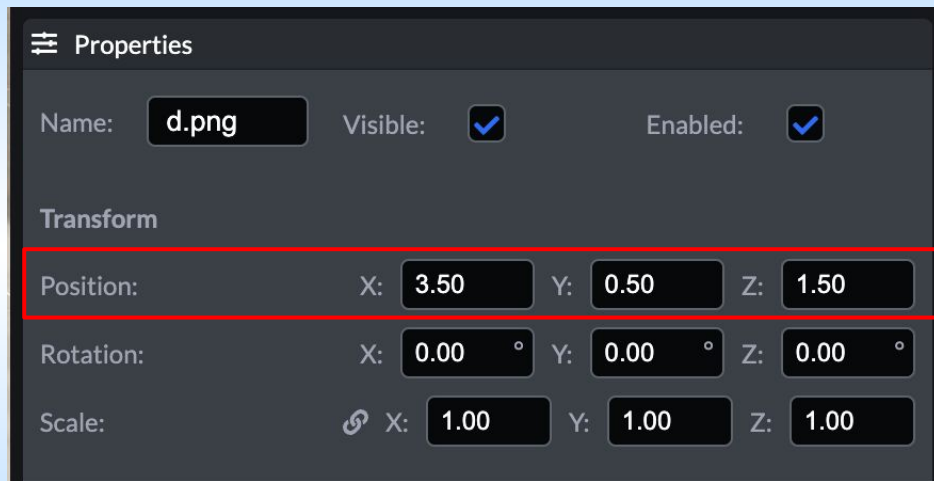 Properties
Name: d.png Visible: Enabled:
Transform
Position: X: 3.50 Y: 0.50 Z: 1.50
Rotation: X: 0.00 ° Y: 0.00 ° Z: 0.00 °
Scale: X: 1.00 Y: 1.00 Z: 1.00